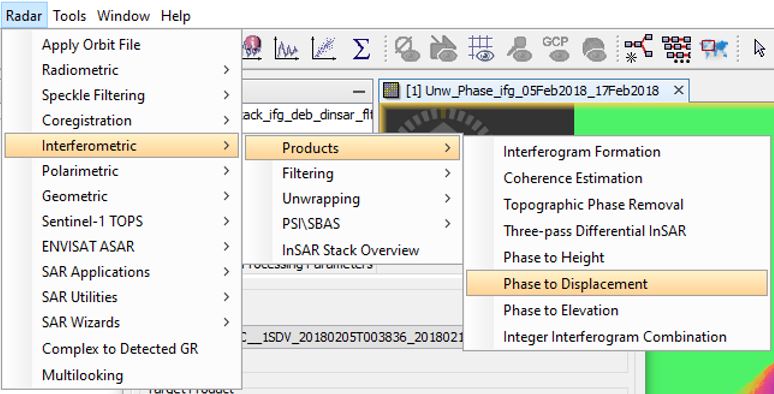 Radar Tools Window Help
Apply Orbit File
Radiometric
Speckle Filtering
Coregistration
Interferometric
Polarimetric
Geometric
Sentinel-1 TOPS
ENVISAT ASAR
SAR Applications
SAR Utilities
SAR Wizards
Complex to Detected GR
Multilooking
GCP
[1] Unw_Phase_ifg_05Feb2018_17Feb2018
tack_ifg_deb_dinsar_flt
Products
Filtering
Unwrapping
PSI\SBAS
InSAR Stack Overview
Interferogram Formation
Coherence Estimation
Topographic Phase Removal
Three-pass Differential InSAR
Phase to Height
Phase to Displacement
Phase to Elevation
Integer Interferogram Combination
Processing Parameters
C__1SDV_20180205T003836_2018021
Target Product